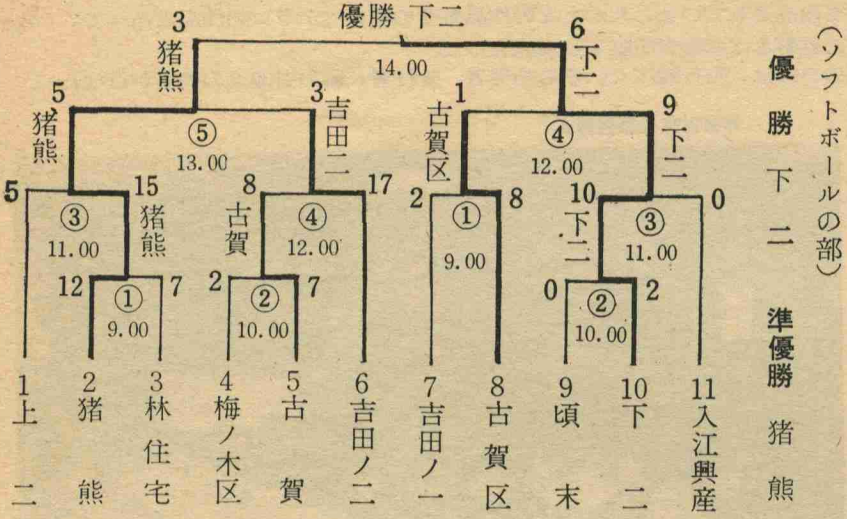 (ソフトボールの部)
優勝 下二 準優勝 猪熊
優勝 下二
3 猪熊 14.00 6 下二
5 猪熊 ⑤ 13.00 3 吉田二
1 古賀区 ④ 12.00 9 下二
5 ③ 11.00 15 猪熊
8 古賀 ④ 12.00 17
2 ① 9.00 8
10 下二 ③ 11.00 0
12 ① 9.00 7
2 ② 10.00 7
0 ② 10.00 2
1 上二
2 猪熊
3 林住宅
4 梅ノ木区
5 古賀
6 吉田ノ二
7 吉田ノ一
8 古賀区
9 頃末
10 下二
11 入江興産